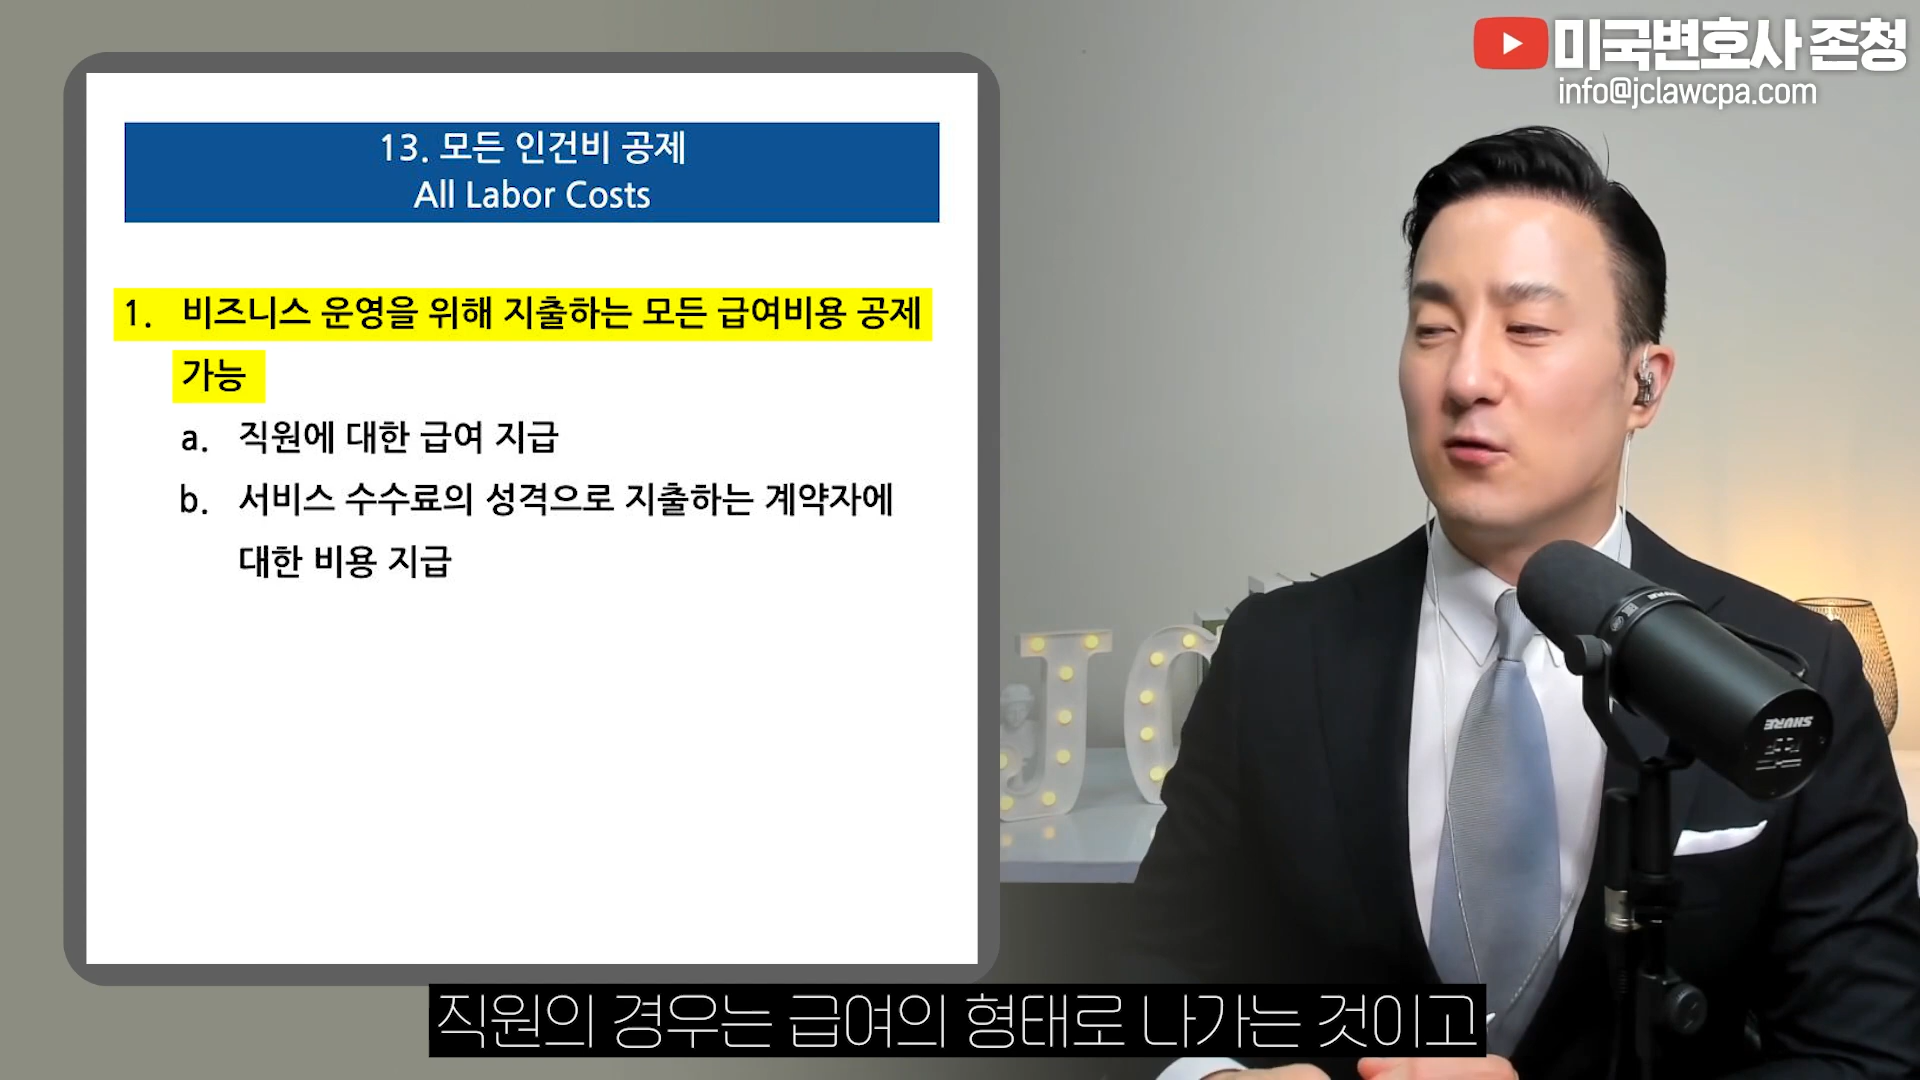 미국변호사 존청
info@jclawcpa.com
13. 모든 인건비 공제
All Labor Costs
1. 비즈니스 운영을 위해 지출하는 모든 급여비용 공제
가능
a. 직원에 대한 급여 지급
b. 서비스 수수료의 성격으로 지출하는 계약자에
대한 비용 지급
JC
SHURE
직원의 경우는 급여의 형태로 나가는 것이고